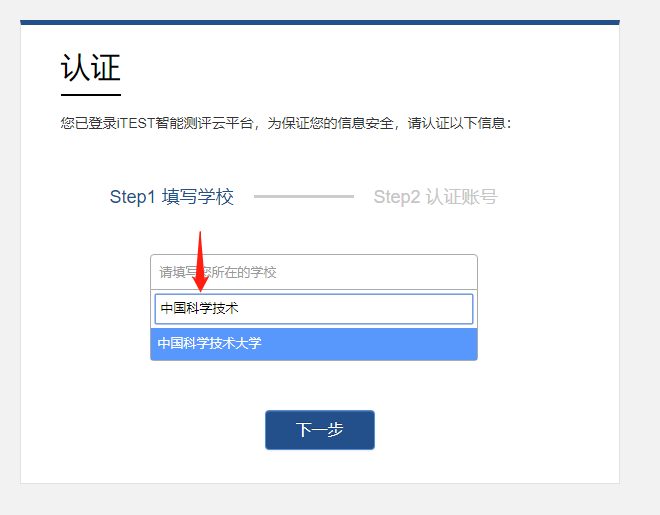 认证
您已登录iTEST智能测评云平台，为保证您的信息安全，请认证以下信息：
Step1 填写学校
Step2 认证账号
请填写您所在的学校
中国科学技术
中国科学技术大学
下一步